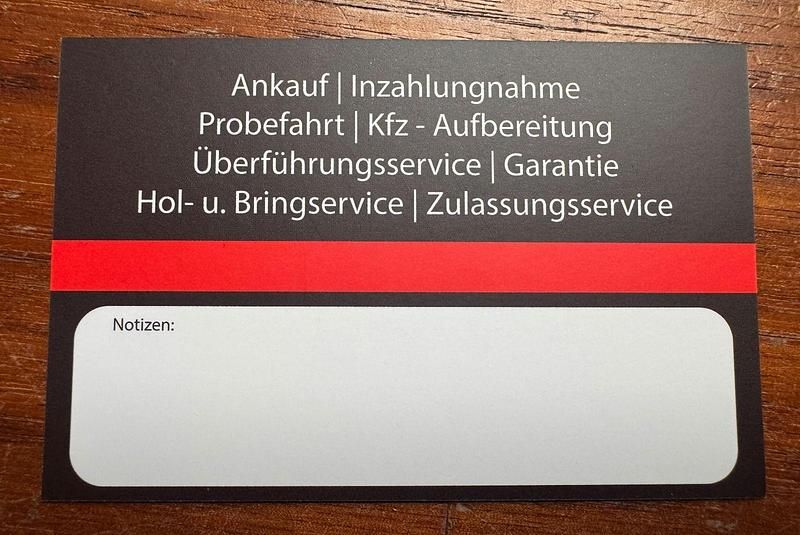 Ankauf | Inzahlungnahme
Probefahrt | Kfz - Aufbereitung
Überführungsservice | Garantie
Hol- u. Bringservice | Zulassungsservice
Notizen: